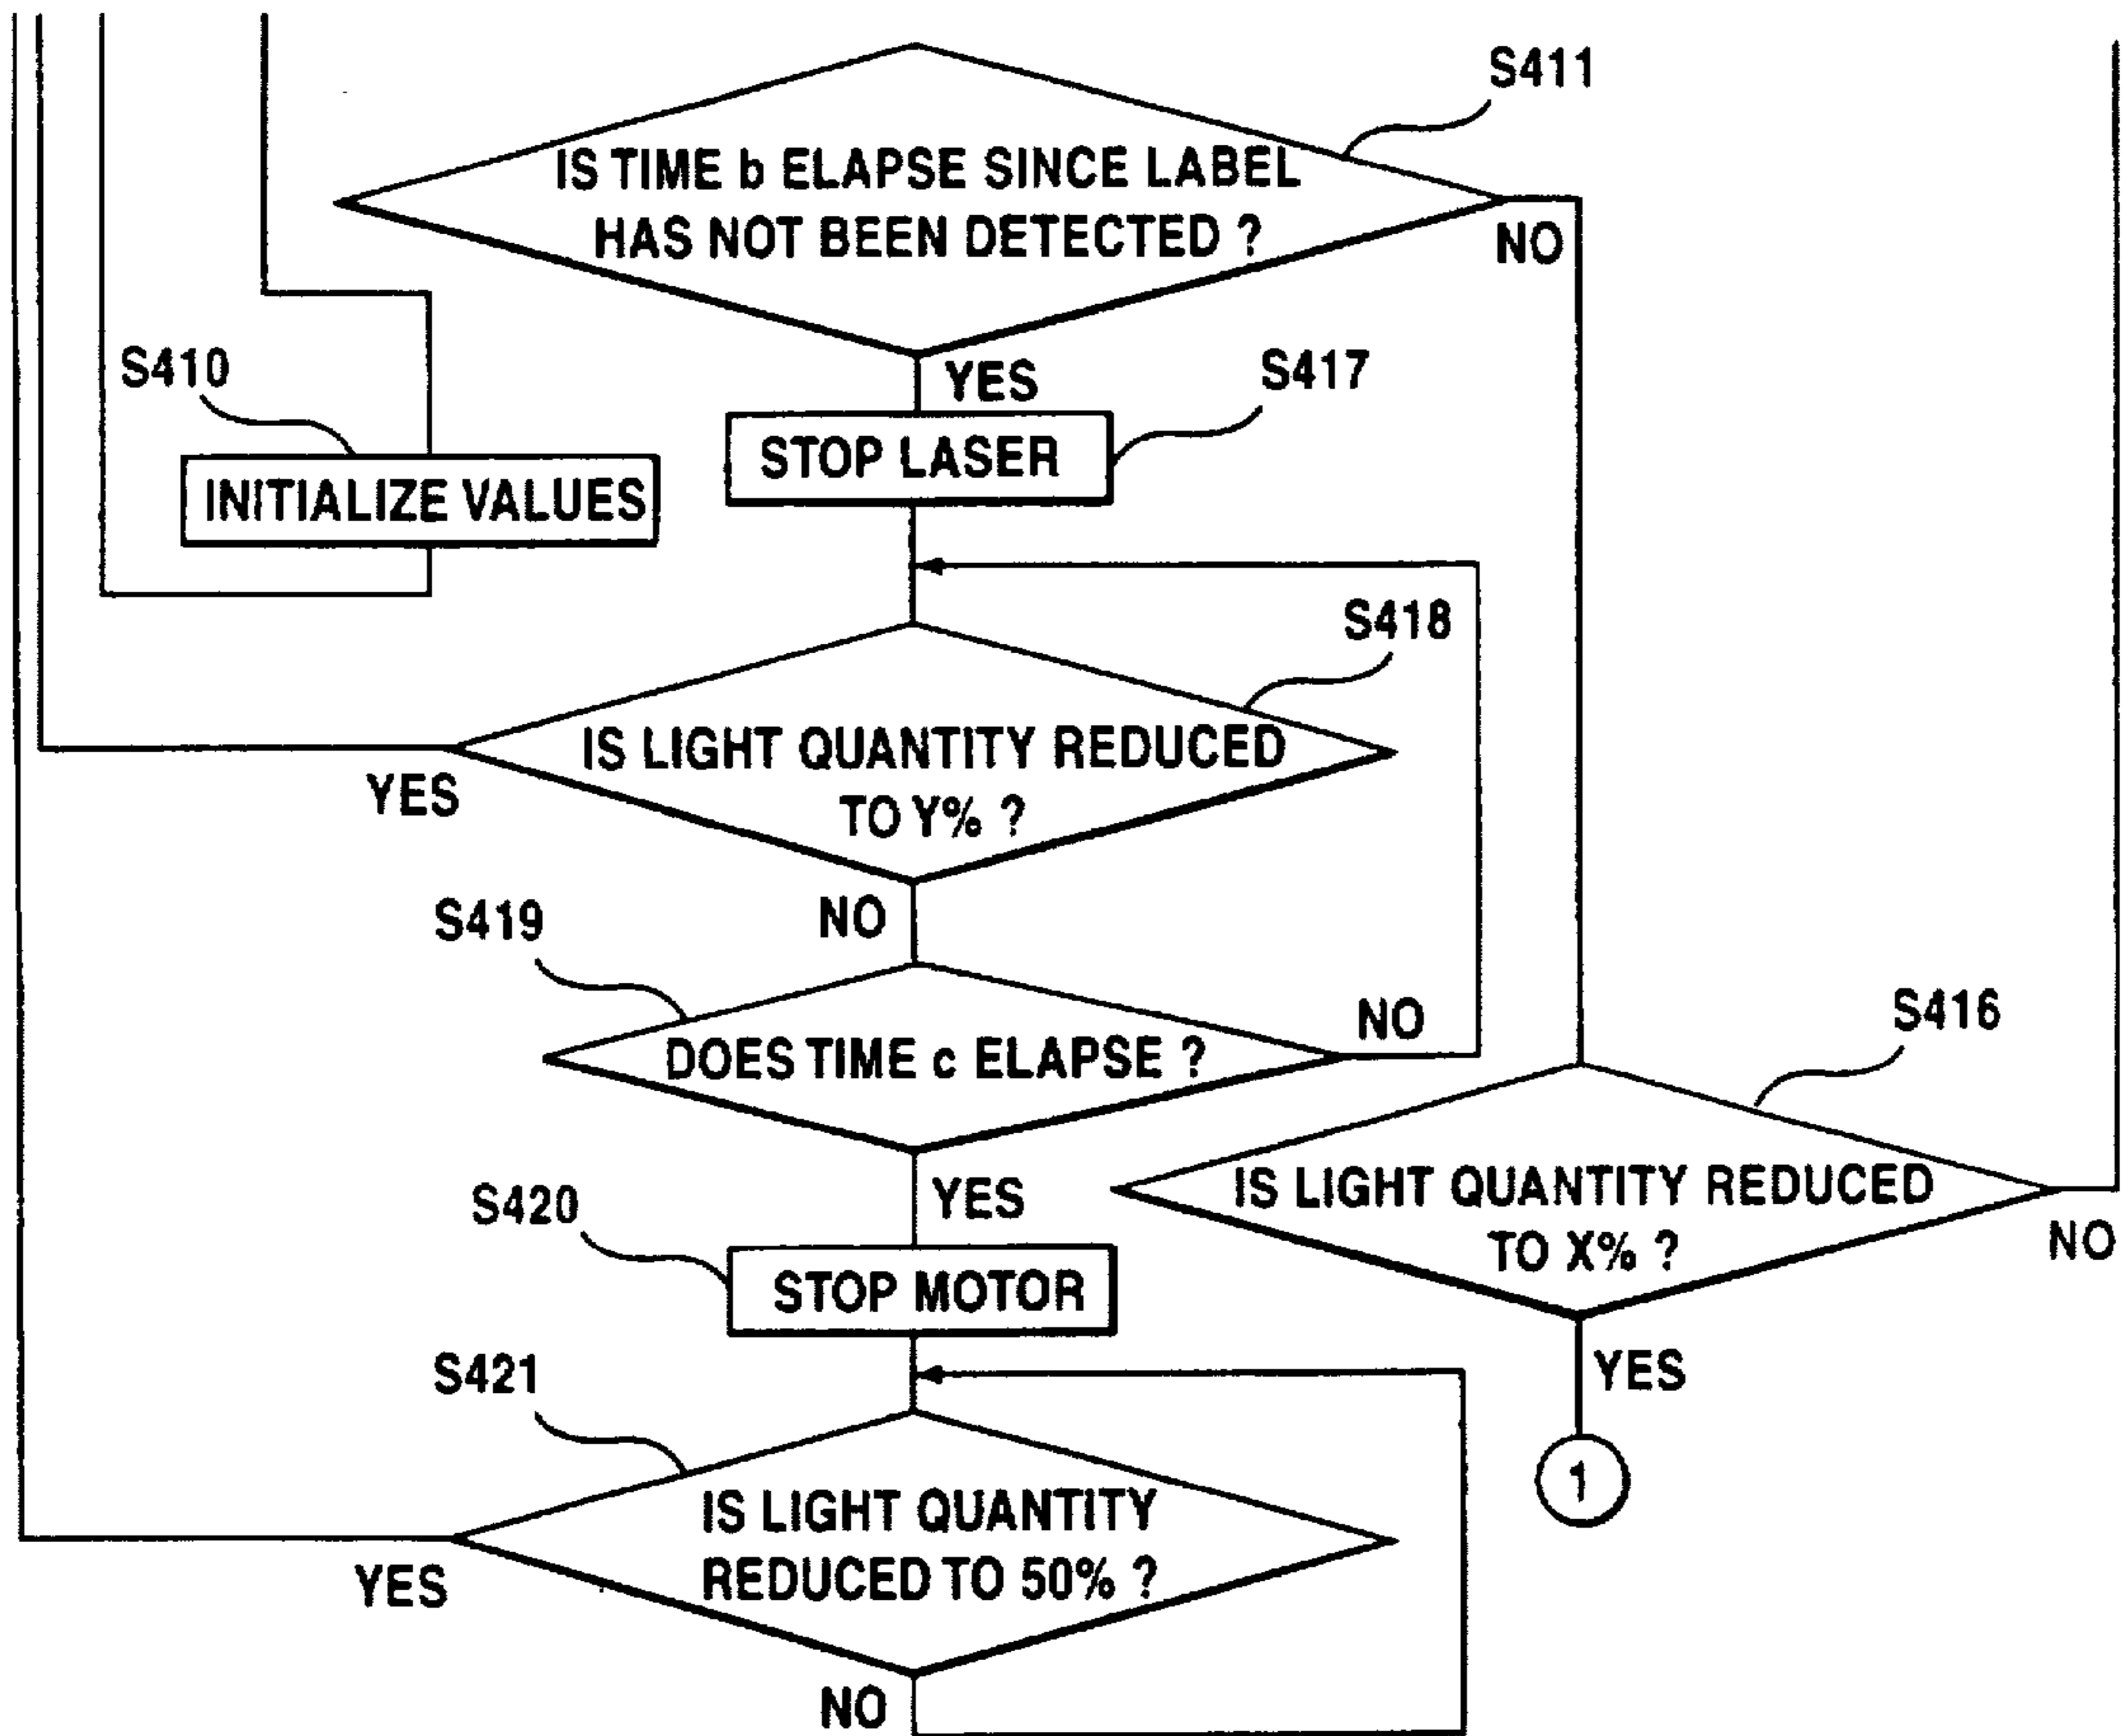 S411
IS TIME b ELAPSE SINCE LABEL
HAS NOT BEEN DETECTED ?
NO
YES
S410
S417
STOP LASER
INITIALIZE VALUES
S418
IS LIGHT QUANTITY REDUCED
TO Y% ?
YES
NO
S419
NO
DOES TIME c ELAPSE ?
S416
YES
IS LIGHT QUANTITY REDUCED
TO X% ?
NO
S420
STOP MOTOR
YES
1
S421
IS LIGHT QUANTITY
REDUCED TO 50% ?
YES
NO